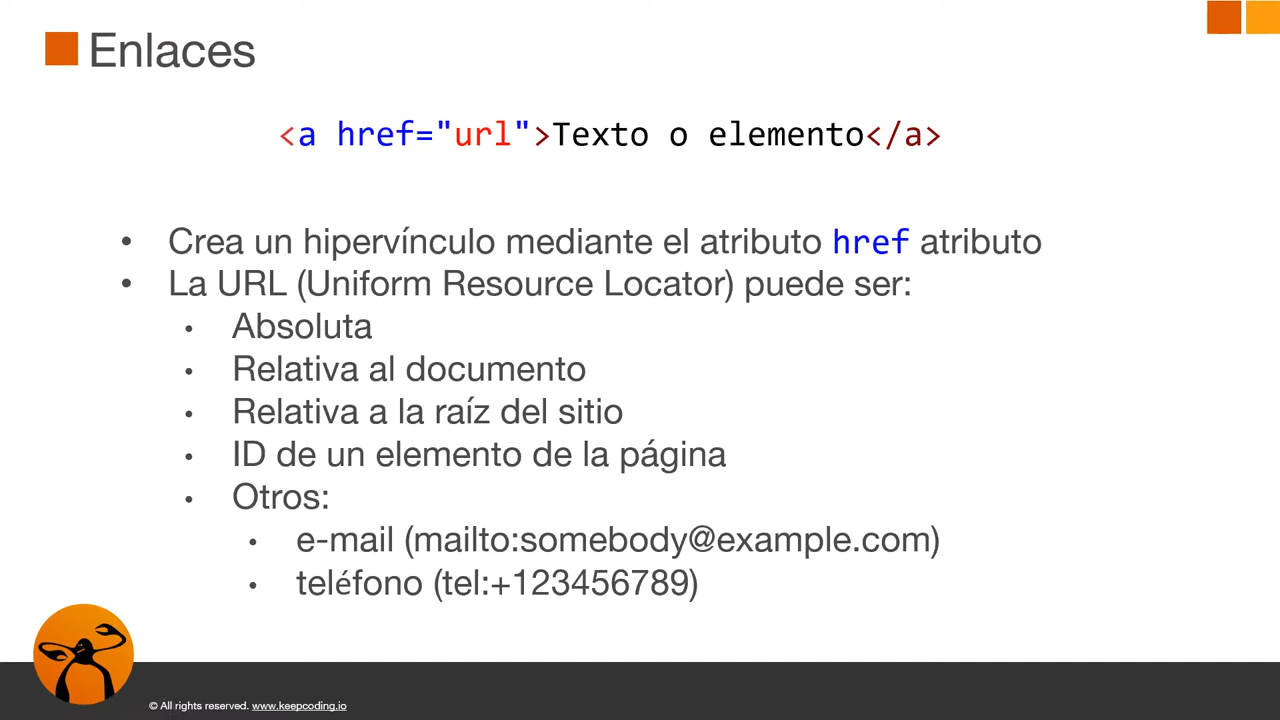 Enlaces
<a href="url">Texto o elemento</a>
• Crea un hipervínculo mediante el atributo href atributo
• La URL (Uniform Resource Locator) puede ser:
• Absoluta
• Relativa al documento
• Relativa a la raíz del sitio
• ID de un elemento de la página
• Otros:
• e-mail (mailto:somebody@example.com)
• teléfono (tel:+123456789)
© All rights reserved. www.keepcoding.io